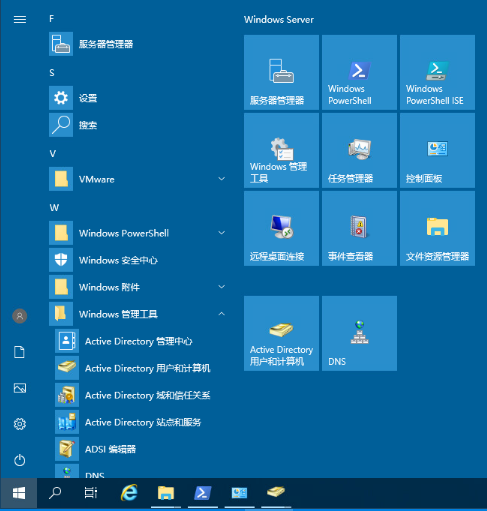 F
服务器管理器
S
设置
搜索
V
VMware
W
Windows PowerShell
Windows 安全中心
Windows 附件
Windows 管理工具
Active Directory 管理中心
Active Directory 用户和计算机
Active Directory 域和信任关系
Active Directory 站点和服务
ADSI 编辑器
DNS
Windows Server
服务器管理器
Windows
PowerShell
Windows
PowerShell ISE
Windows 管理
工具
任务管理器
控制面板
远程桌面连接
事件查看器
文件资源管理器
Active Directory
用户和计算机
DNS